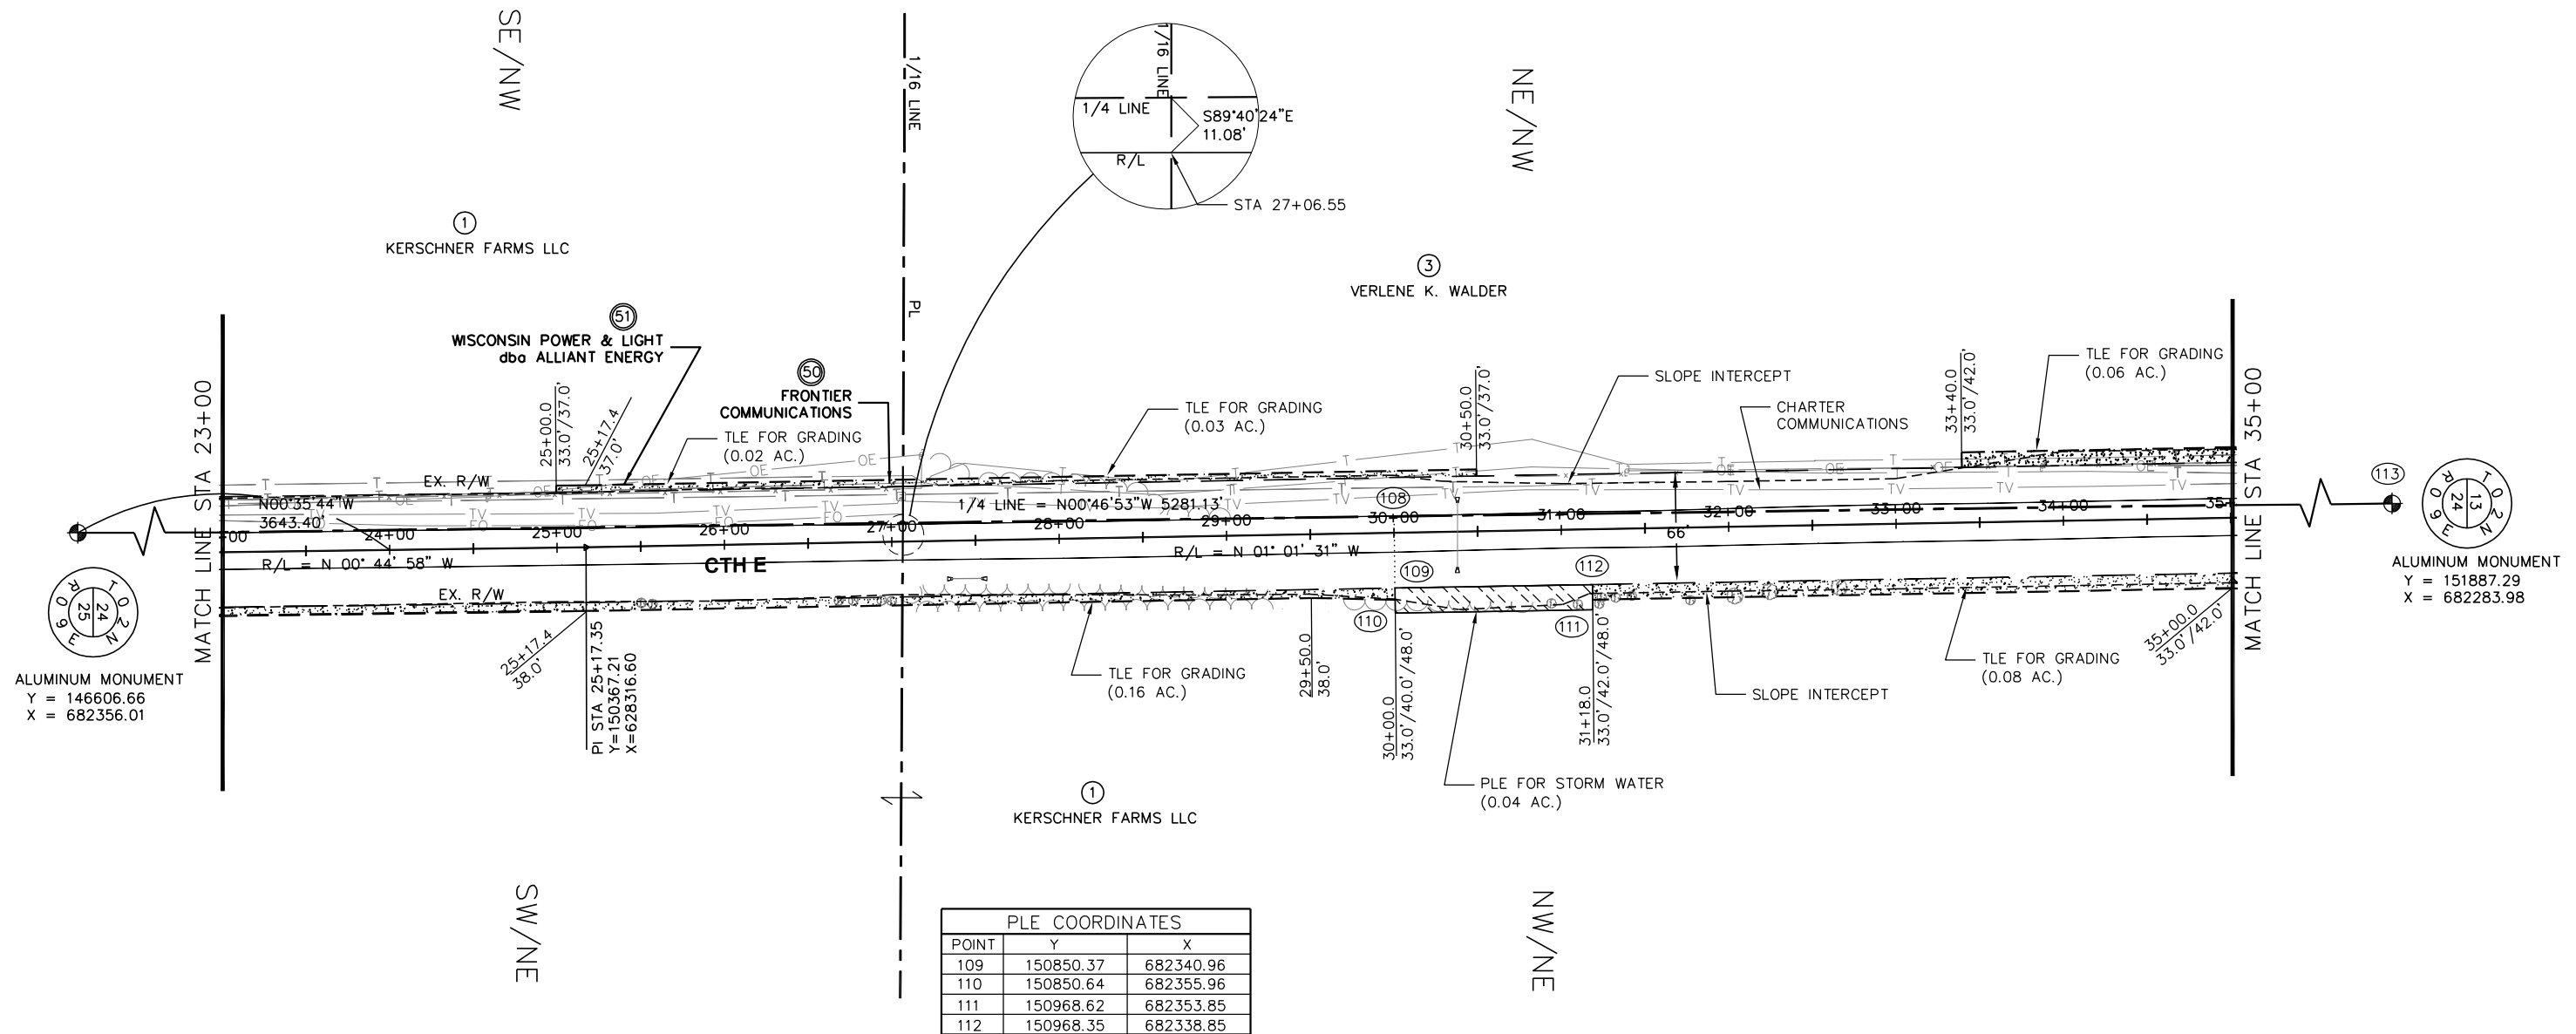 SE/NW
1/16 LINE
1/16 LINE
1/4 LINE
S89°40'24"E
11.08'
R/L
STA 27+06.55
NE/NW
1
KERSCHNER FARMS LLC
3
VERLENE K. WALDER
PL
51
WISCONSIN POWER & LIGHT
dba ALLIANT ENERGY
50
FRONTIER
COMMUNICATIONS
TLE FOR GRADING
(0.02 AC.)
TLE FOR GRADING
(0.03 AC.)
SLOPE INTERCEPT
CHARTER
COMMUNICATIONS
TLE FOR GRADING
(0.06 AC.)
MATCH LINE STA 23+00
25+00.0
33.0'/37.0'
25+17.4
37.0'
30+50.0
33.0'/37.0'
33+40.0
33.0'/42.0'
MATCH LINE STA 35+00
EX. R/W
N00°35'44"W
3643.40'
1/4 LINE = N00°46'53"W 5281.13'
108
24+00
25+00
26+00
27+00
28+00
29+00
30+00
31+00
32+00
33+00
34+00
66'
R/L = N 00° 44' 58" W
CTH E
R/L = N 01° 01' 31" W
EX. R/W
109
112
110
111
113
T02N
R09E
24
25
ALUMINUM MONUMENT
Y = 146606.66
X = 682356.01
T02N
R09E
13
24
ALUMINUM MONUMENT
Y = 151887.29
X = 682283.98
25+17.4
38.0'
PI STA 25+17.35
Y=150367.21
X=628316.60
TLE FOR GRADING
(0.16 AC.)
29+50.0
38.0'
30+00.0
33.0'/40.0'/48.0'
31+18.0
33.0'/42.0'/48.0'
SLOPE INTERCEPT
TLE FOR GRADING
(0.08 AC.)
35+00.0
33.0'/42.0'
PLE FOR STORM WATER
(0.04 AC.)
1
KERSCHNER FARMS LLC
SW/NE
NW/NE
PLE COORDINATES
POINT Y X
109 150850.37 682340.96
110 150850.64 682355.96
111 150968.62 682353.85
112 150968.35 682338.85